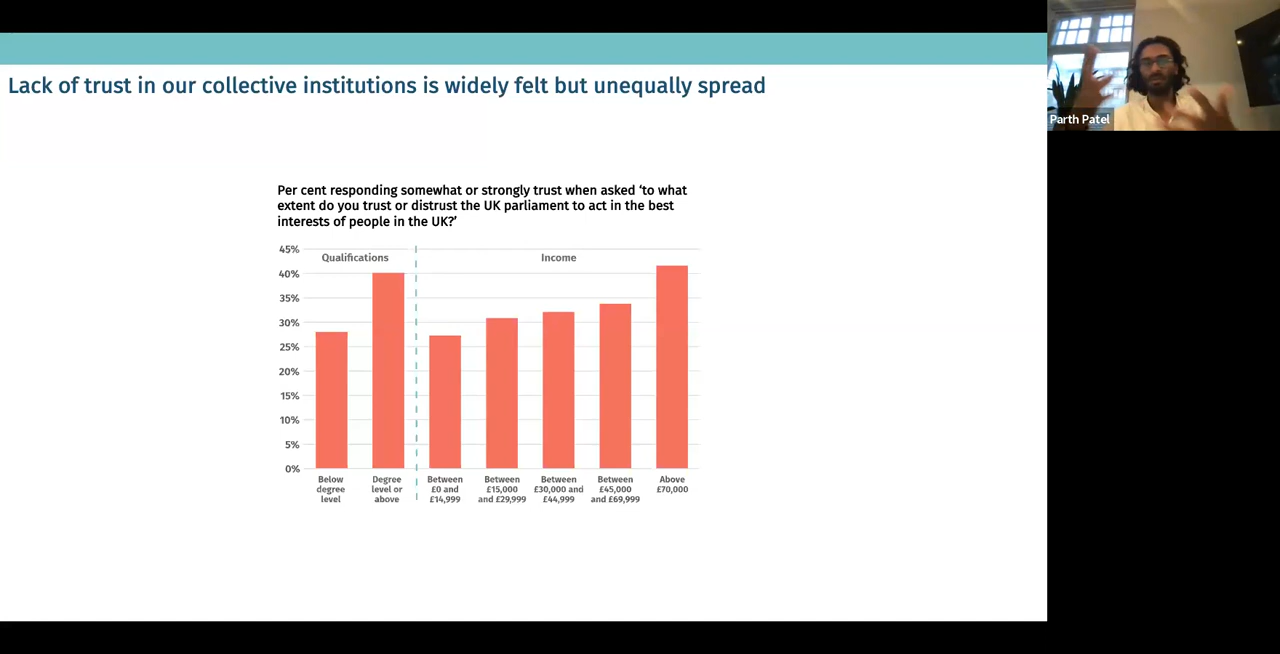 Lack of trust in our collective institutions is widely felt but unequally spread
Parth Patel
Per cent responding somewhat or strongly trust when asked ‘to what
extent do you trust or distrust the UK parliament to act in the best
interests of people in the UK?’
45%
40%
35%
30%
25%
20%
15%
10%
5%
0%
Qualifications
Income
Below
degree
level
Degree
level or
above
Between
£0 and
£14,999
Between
£15,000
and £29,999
Between
£30,000 and
£44,999
Between
£45,000
and £69,999
Above
£70,000